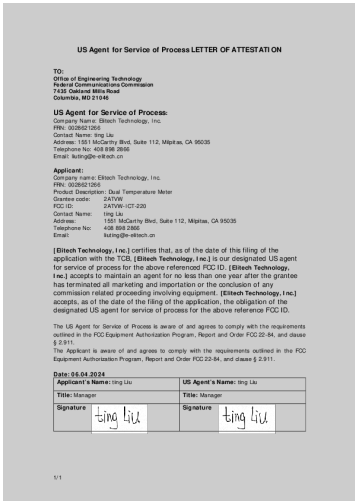 US Agent for Service of Process LETTER OF ATTESTATION
TO:
Office of Engineering Technology
Federal Communications Commission
7435 Oakland Mills Road
Columbia, MD 21046
US Agent for Service of Process:
Company Name: Elitech Technology, Inc.
FRN: 0028621266
Contact Name: ting Liu
Address: 1551 McCarthy Blvd, Suite 112, Milpitas, CA 95035
Telephone No: 408 898 2866
Email: liuting@e-elitech.cn
Applicant:
Company name: Elitech Technology, Inc.
FRN: 0028621266
Product Description: Dual Temperature Meter
Grantee code: 2ATVW
FCC ID: 2ATVW-ICT-220
Contact Name: ting Liu
Address: 1551 McCarthy Blvd, Suite 112, Milpitas, CA 95035
Telephone No: 408 898 2866
Email: liuting@e-elitech.cn
[Elitech Technology, Inc.] certifies that, as of the date of this filing of the
application with the TCB, [Elitech Technology, Inc.] is our designated US agent
for service of process for the above referenced FCC ID. [Elitech Technology,
Inc.] accepts to maintain an agent for no less than one year after the grantee
has terminated all marketing and importation or the conclusion of any
commission related proceeding involving equipment. [Elitech Technology, Inc.]
accepts, as of the date of the filing of the application, the obligation of the
designated US agent for service of process for the above reference FCC ID.
The US Agent for Service of Process is aware of and agrees to comply with the requirements
outlined in the FCC Equipment Authorization Program, Report and Order FCC 22-84, and clause
§ 2.911.
The Applicant is aware of and agrees to comply with the requirements outlined in the FCC
Equipment Authorization Program, Report and Order FCC 22-84, and clause § 2.911.
Date: 06.04.2024
Applicant's Name: ting Liu US Agent's Name: ting Liu
Title: Manager Title: Manager
Signature ting Liu Signature ting Liu
1/1